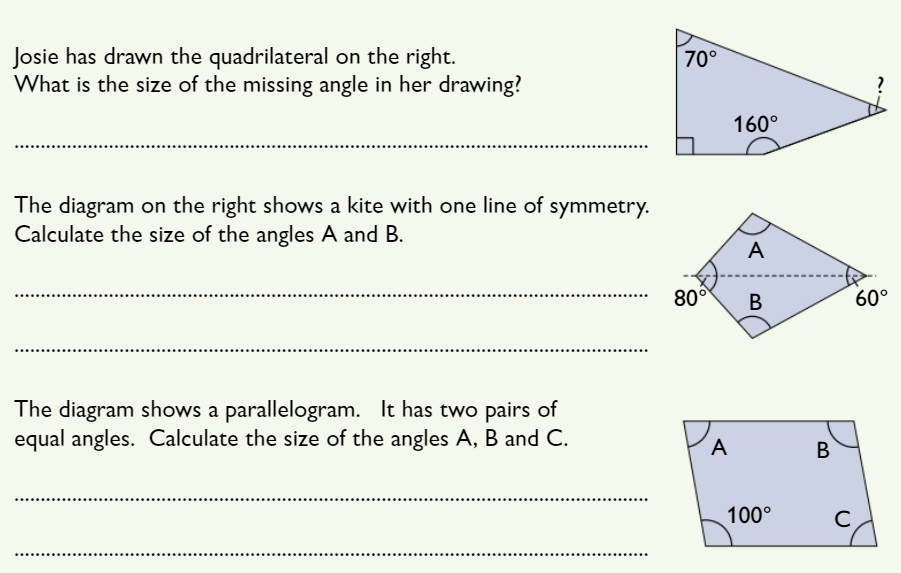 Josie has drawn the quadrilateral on the right.
What is the size of the missing angle in her drawing?
70°
?
160°
The diagram on the right shows a kite with one line of symmetry.
Calculate the size of the angles A and B.
A
80°
B
60°
The diagram shows a parallelogram. It has two pairs of
equal angles. Calculate the size of the angles A, B and C.
A
B
100°
C